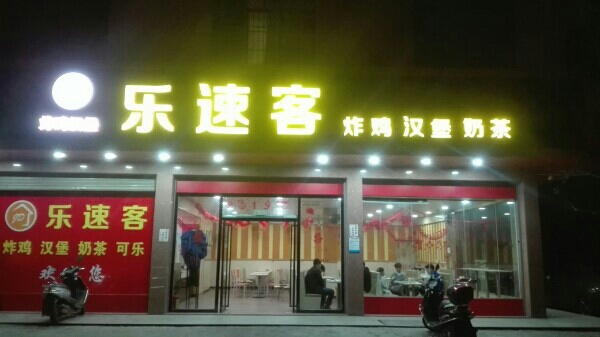 乐速客
炸鸡 汉堡 奶茶
乐速客
炸鸡 汉堡 奶茶 可乐
欢 您